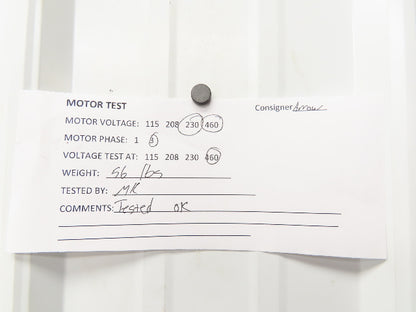 MOTOR TEST
Consigner Arrow
MOTOR VOLTAGE: 115 208 230 460
MOTOR PHASE: 1 3
VOLTAGE TEST AT: 115 208 230 460
WEIGHT: 56 lbs
TESTED BY: MR
COMMENTS: Tested OK